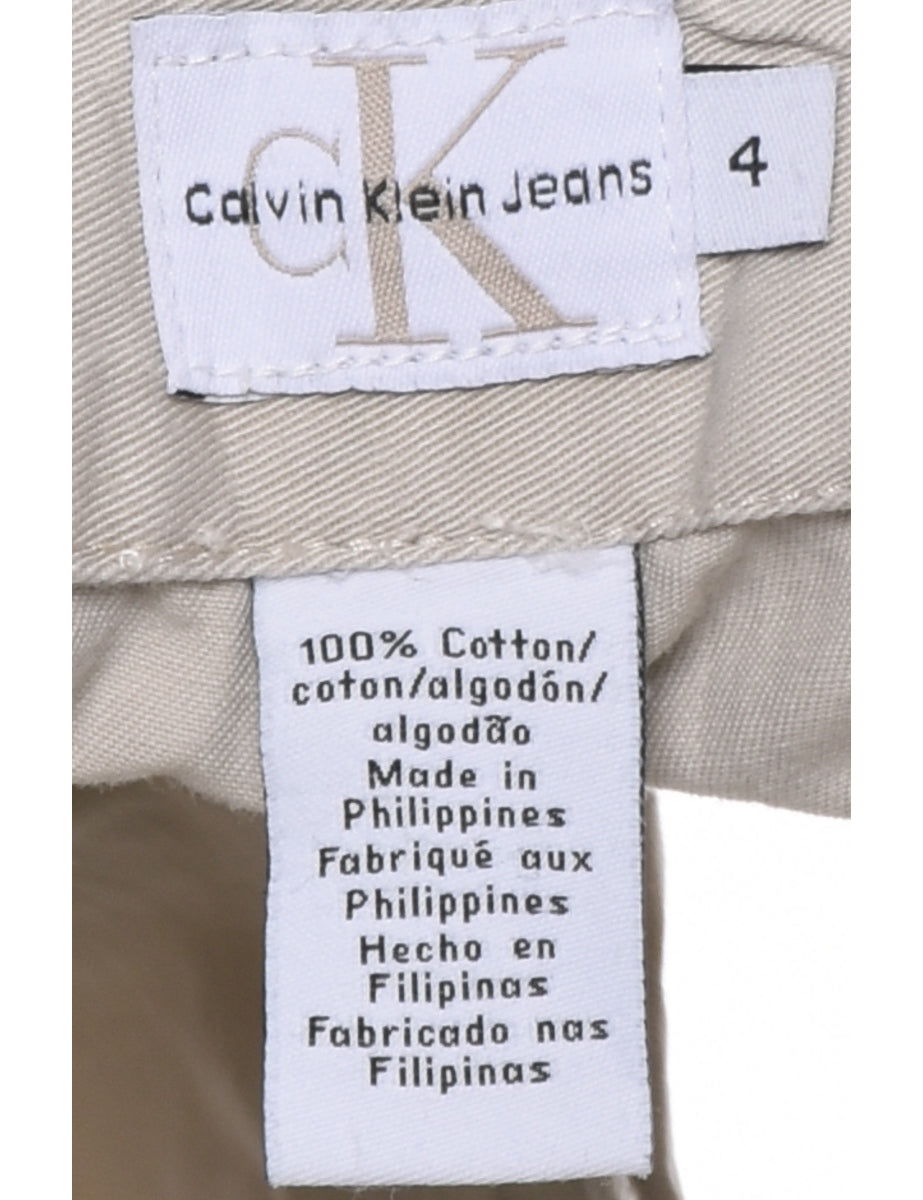 CK
Calvin Klein Jeans
4
100% Cotton/
coton/algodón/
algodão
Made in
Philippines
Fabriqué aux
Philippines
Hecho en
Filipinas
Fabricado nas
Filipinas